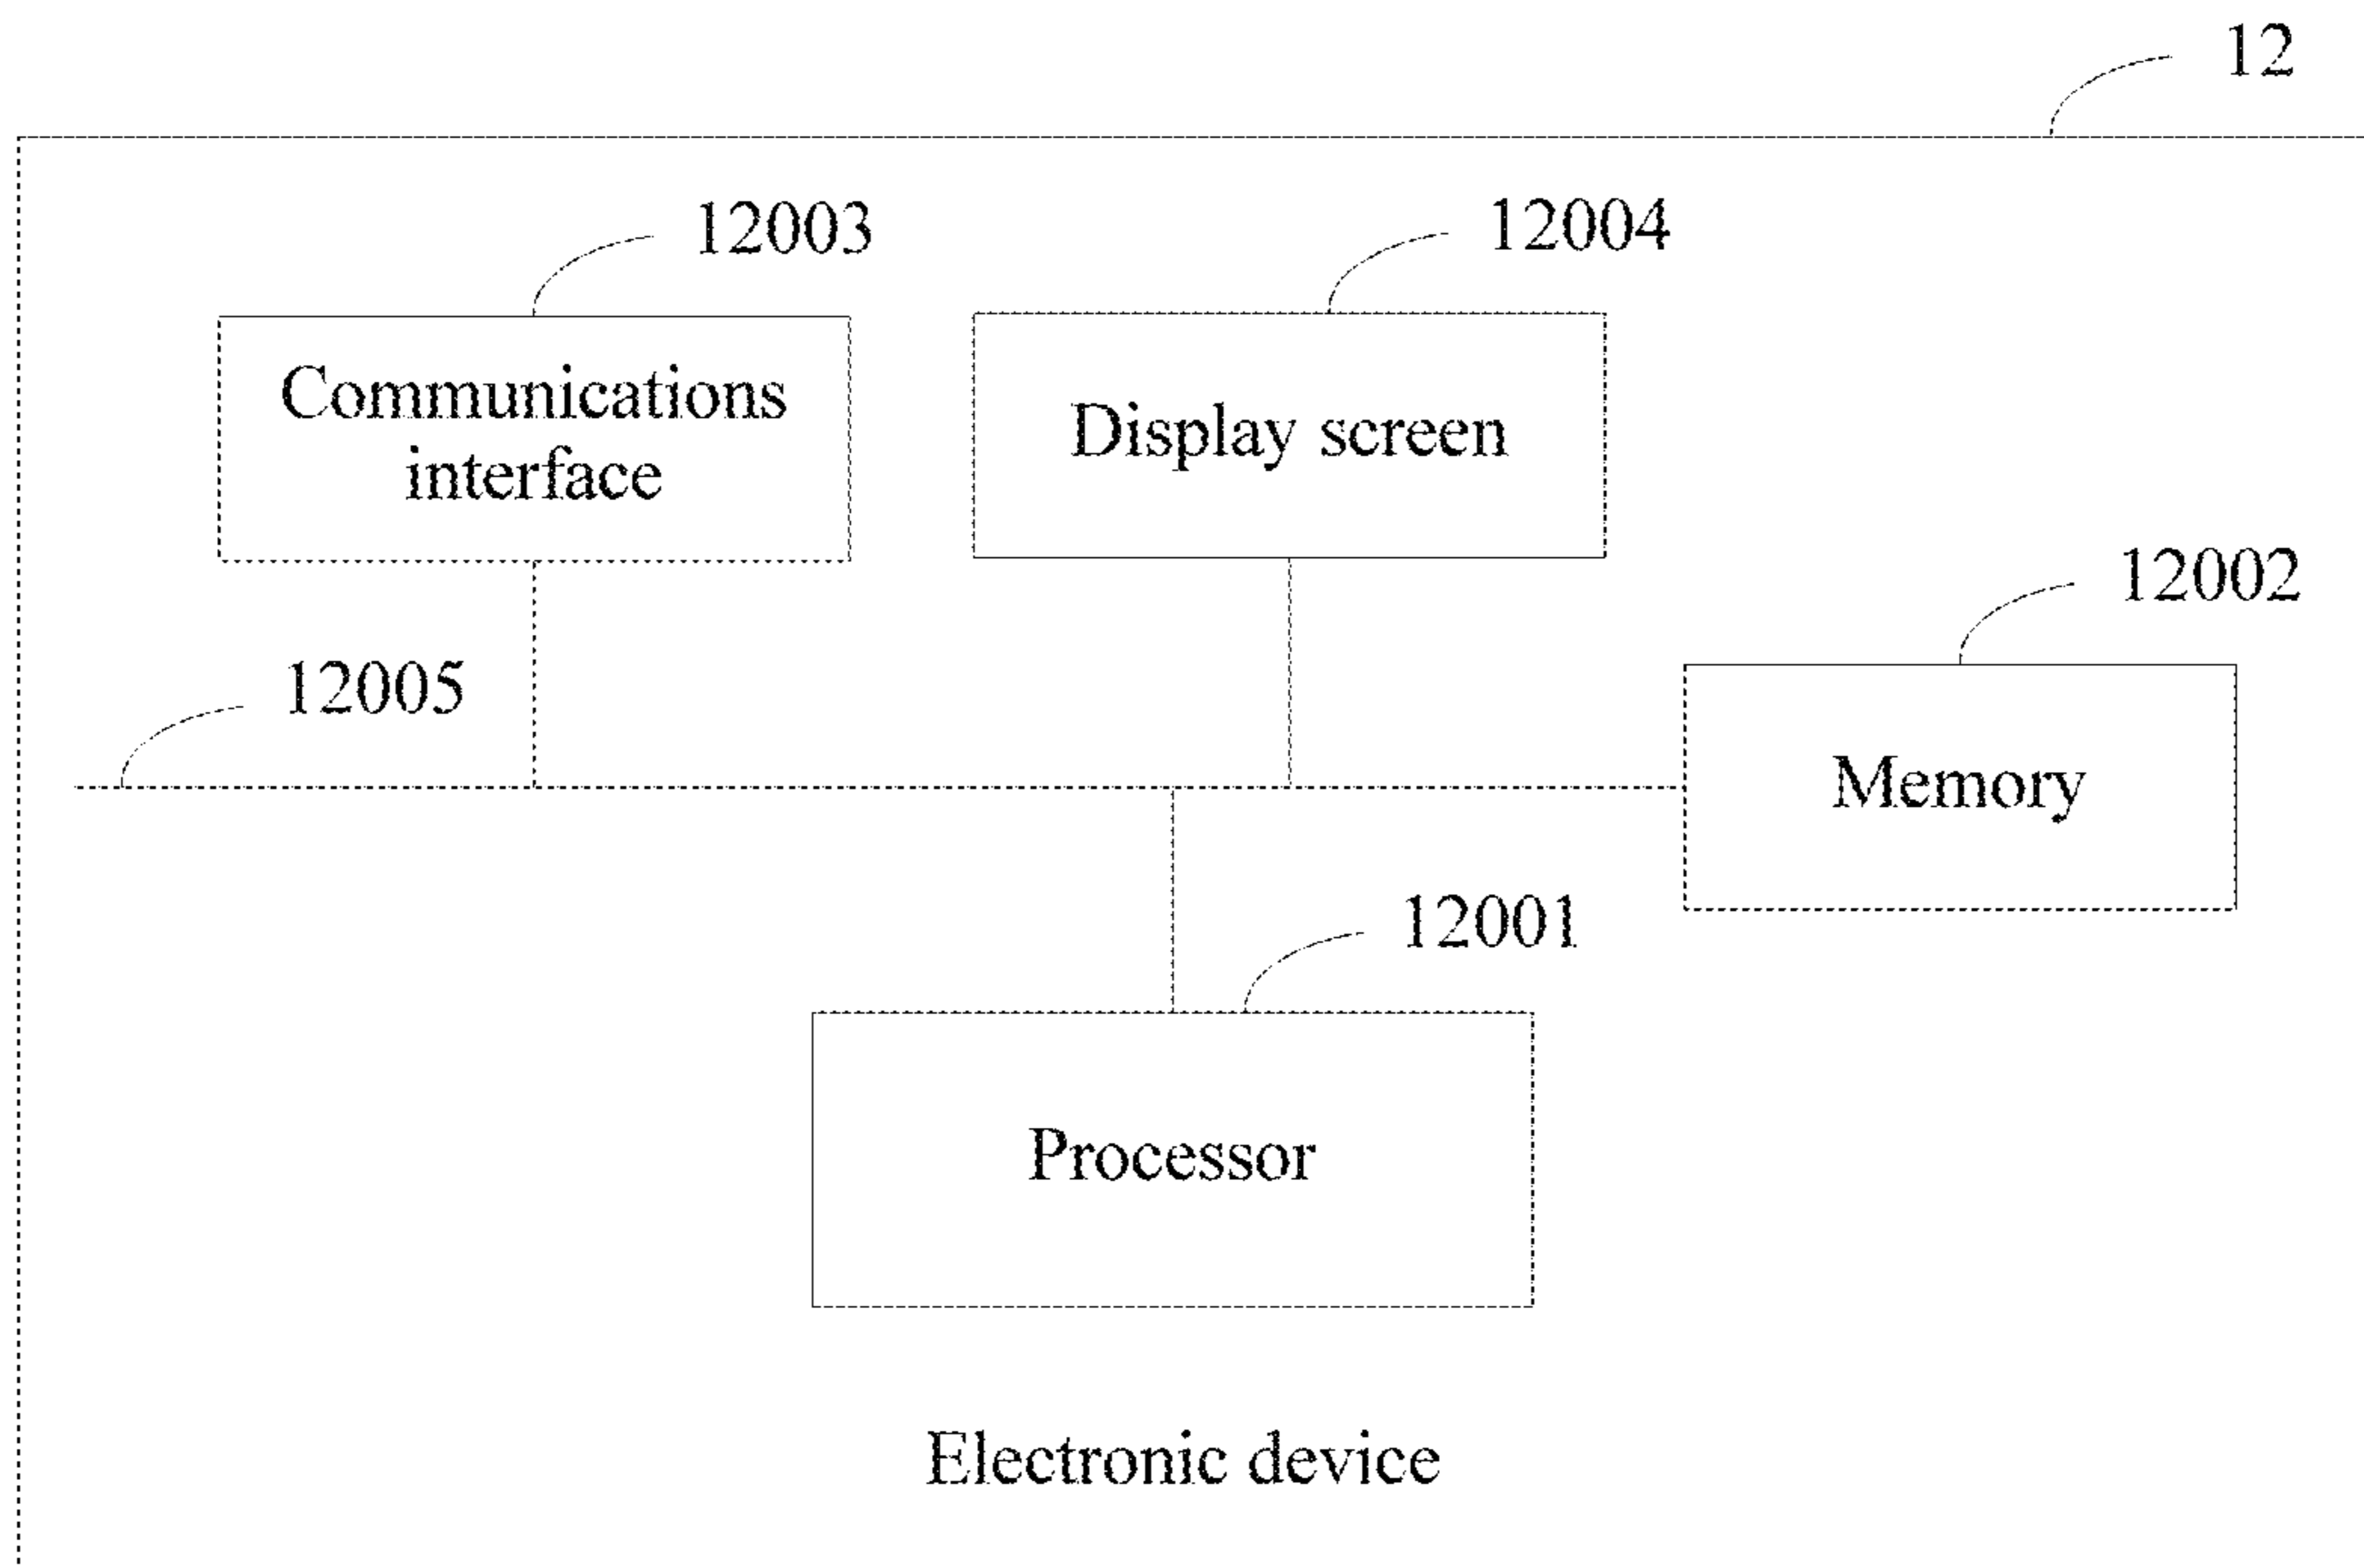 12
12003
12004
Communications
interface
Display screen
12002
12005
Memory
12001
Processor
Electronic device